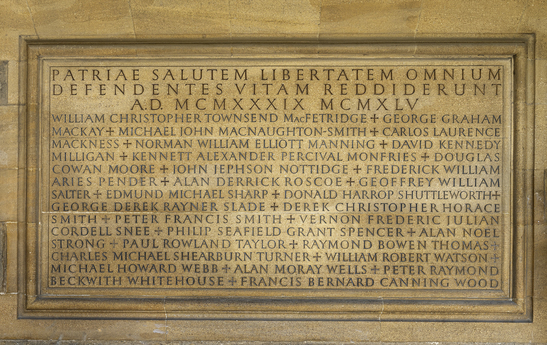 PATRIAE SALUTEM LIBERTATEM OMNIUM
DEFENDENTES VITAM REDDIDERUNT
A.D. MCMXXXIX MCMXLV
WILLIAM CHRISTOPHER TOWNSEND MacFETRIDGE + GEORGE GRAHAM
MACKAY + MICHAEL JOHN MACNAUGHTON-SMITH + CARLOS LAURENCE
MACKNESS + NORMAN WILLIAM ELLIOTT MANNING + DAVID KENNEDY
MILLIGAN + KENNETT ALEXANDER PERCIVAL MONFRIES + DOUGLAS
COWAN MOORE + JOHN JEPHSON NOTTIDGE + FREDERICK WILLIAM
ARIES PENDER + ALAN DERRICK ROSCOE + GEOFFREY WILLIAM
SALTER + EDMUND MICHAEL SHARP + DONALD HARROP SHUTTLEWORTH +
GEORGE DEREK RAYNER SLADE + DEREK CHRISTOPHER HORACE
SMITH + PETER FRANCIS SMITH + VERNON FREDERIC JULIAN
CORDELL SNEE + PHILIP SEAFIELD GRANT SPENCER + ALAN NOEL
STRONG + PAUL ROWLAND TAYLOR + RAYMOND BOWEN THOMAS +
CHARLES MICHAEL SHEARBURN TURNER + WILLIAM ROBERT WATSON +
MICHAEL HOWARD WEBB + ALAN MORAY WELLS + PETER RAYMOND
BECKWITH WHITEHOUSE + FRANCIS BERNARD CANNING WOOD